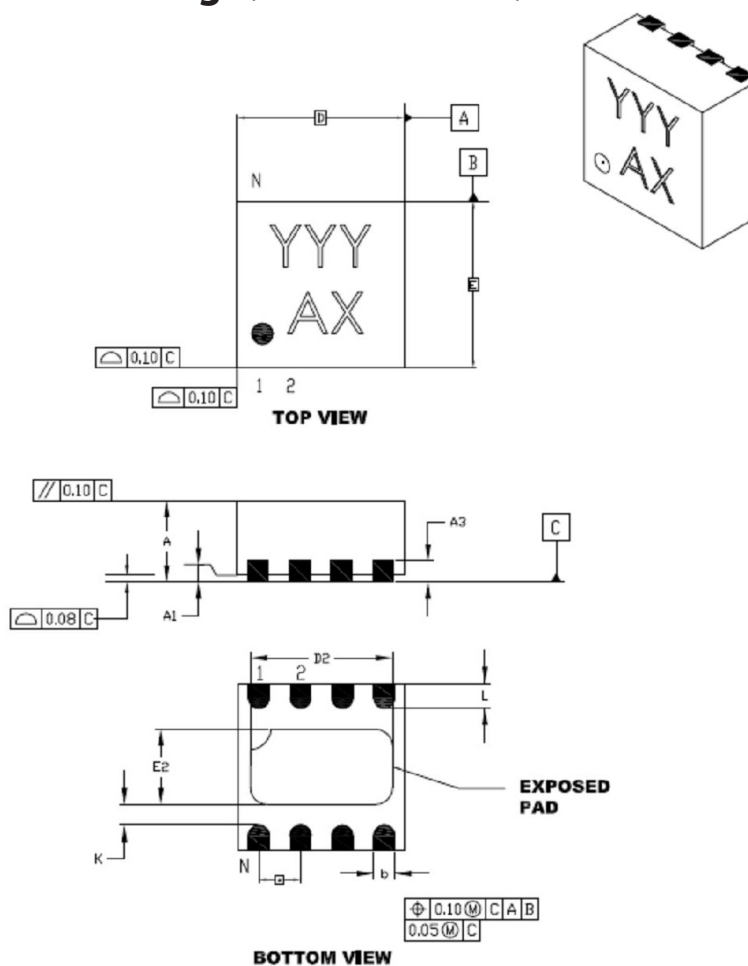 YYY
AX
D
A
B
N
YYY
AX
E
⌓ 0.10 C
⌓ 0.10 C
1 2
TOP VIEW
// 0.10 C
A
A3
C
⌓ 0.08 C
A1
D2
1 2
L
E2
EXPOSED
PAD
K
N
b
⌖ 0.10 Ⓜ C A B
0.05 Ⓜ C
BOTTOM VIEW